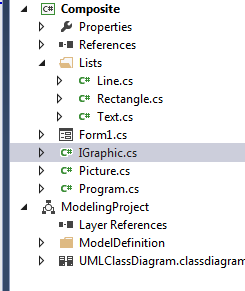 C# Composite
Properties
References
Lists
C# Line.cs
C# Rectangle.cs
C# Text.cs
Form1.cs
C# IGraphic.cs
C# Picture.cs
C# Program.cs
ModelingProject
Layer References
ModelDefinition
UMLClassDiagram.classdiagram